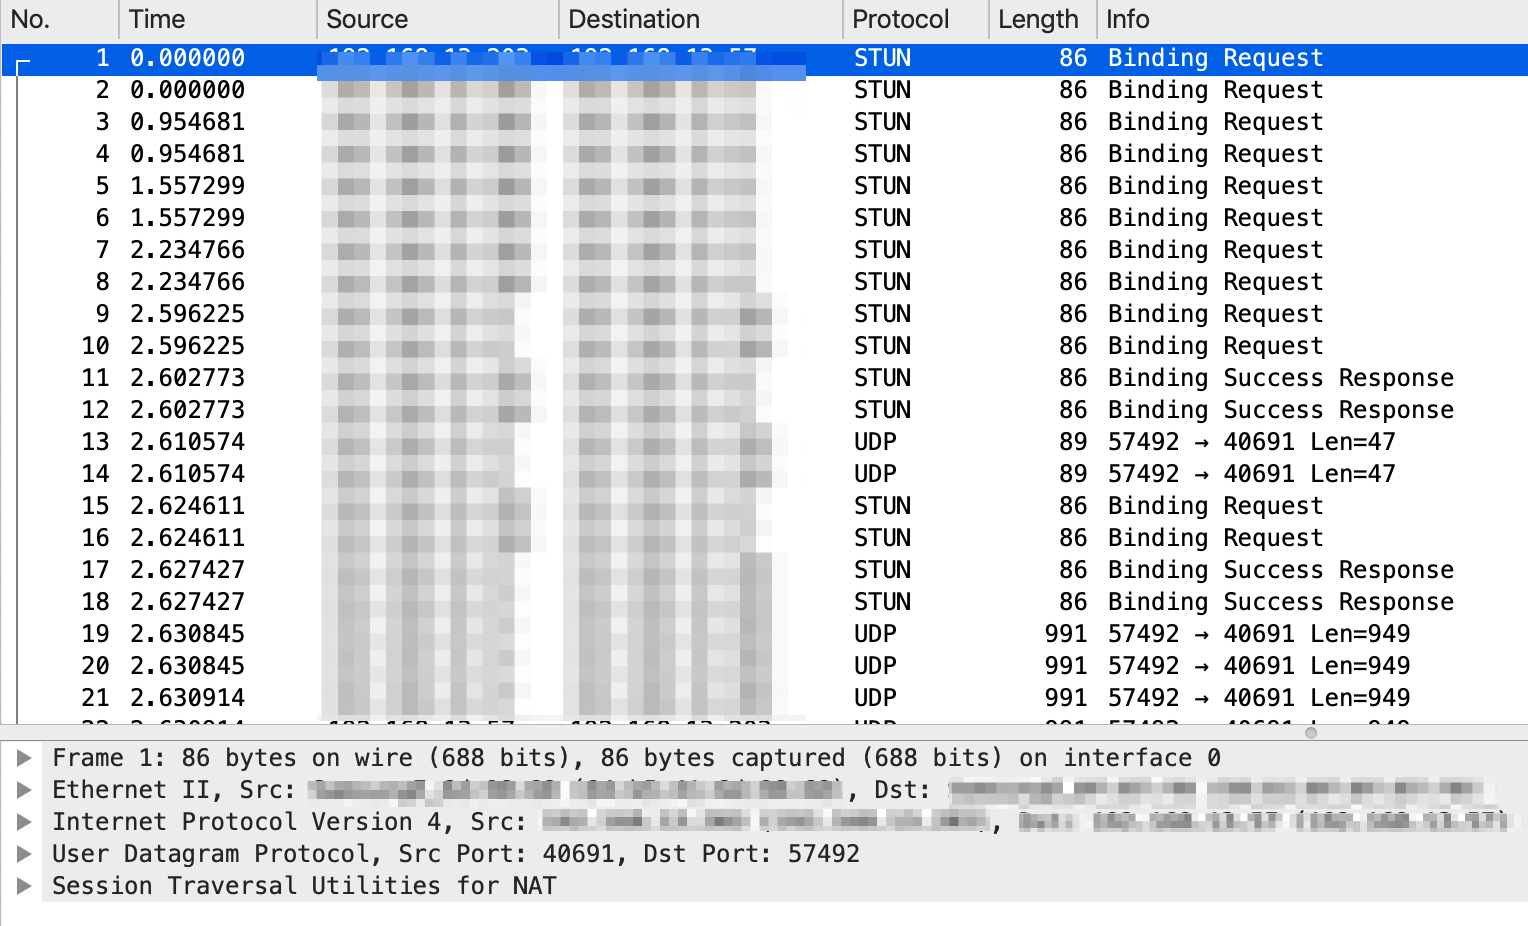 No. Time Source Destination Protocol Length Info
1 0.000000 STUN 86 Binding Request
2 0.000000 STUN 86 Binding Request
3 0.954681 STUN 86 Binding Request
4 0.954681 STUN 86 Binding Request
5 1.557299 STUN 86 Binding Request
6 1.557299 STUN 86 Binding Request
7 2.234766 STUN 86 Binding Request
8 2.234766 STUN 86 Binding Request
9 2.596225 STUN 86 Binding Request
10 2.596225 STUN 86 Binding Request
11 2.602773 STUN 86 Binding Success Response
12 2.602773 STUN 86 Binding Success Response
13 2.610574 UDP 89 57492 → 40691 Len=47
14 2.610574 UDP 89 57492 → 40691 Len=47
15 2.624611 STUN 86 Binding Request
16 2.624611 STUN 86 Binding Request
17 2.627427 STUN 86 Binding Success Response
18 2.627427 STUN 86 Binding Success Response
19 2.630845 UDP 991 57492 → 40691 Len=949
20 2.630845 UDP 991 57492 → 40691 Len=949
21 2.630914 UDP 991 57492 → 40691 Len=949
Frame 1: 86 bytes on wire (688 bits), 86 bytes captured (688 bits) on interface 0
Ethernet II, Src: , Dst:
Internet Protocol Version 4, Src: ,
User Datagram Protocol, Src Port: 40691, Dst Port: 57492
Session Traversal Utilities for NAT